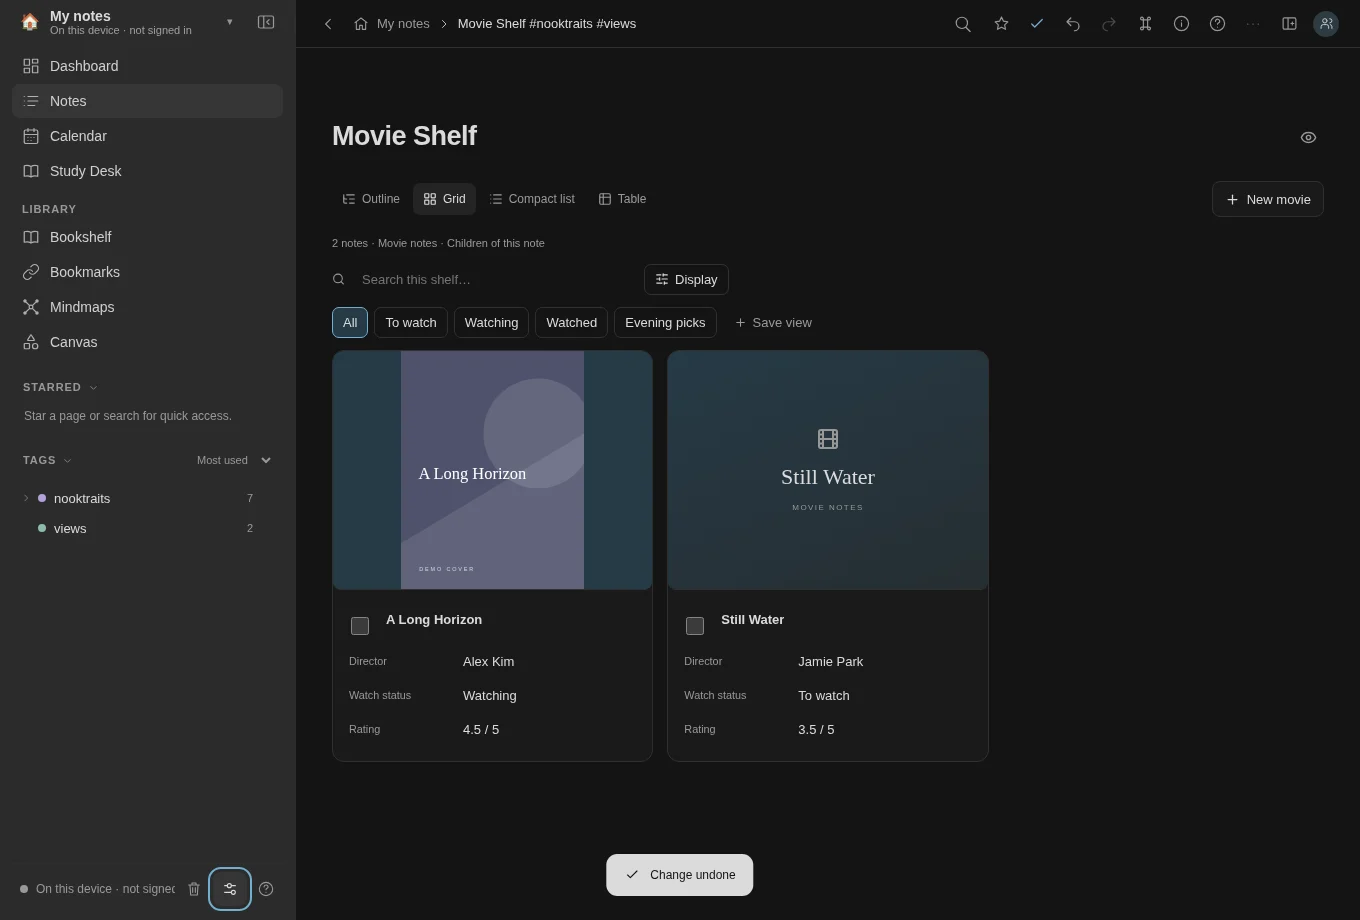 My notes
On this device · not signed in
Dashboard
Notes
Calendar
Study Desk
LIBRARY
Bookshelf
Bookmarks
Mindmaps
Canvas
STARRED
Star a page or search for quick access.
TAGS
Most used
nooktraits 7
views 2
On this device · not signed
My notes
Movie Shelf #nooktraits #views
Movie Shelf
Outline
Grid
Compact list
Table
New movie
2 notes · Movie notes · Children of this note
Search this shelf…
Display
All
To watch
Watching
Watched
Evening picks
Save view
A Long Horizon
DEMO COVER
A Long Horizon
Director Alex Kim
Watch status Watching
Rating 4.5 / 5
Still Water
MOVIE NOTES
Still Water
Director Jamie Park
Watch status To watch
Rating 3.5 / 5
Change undone